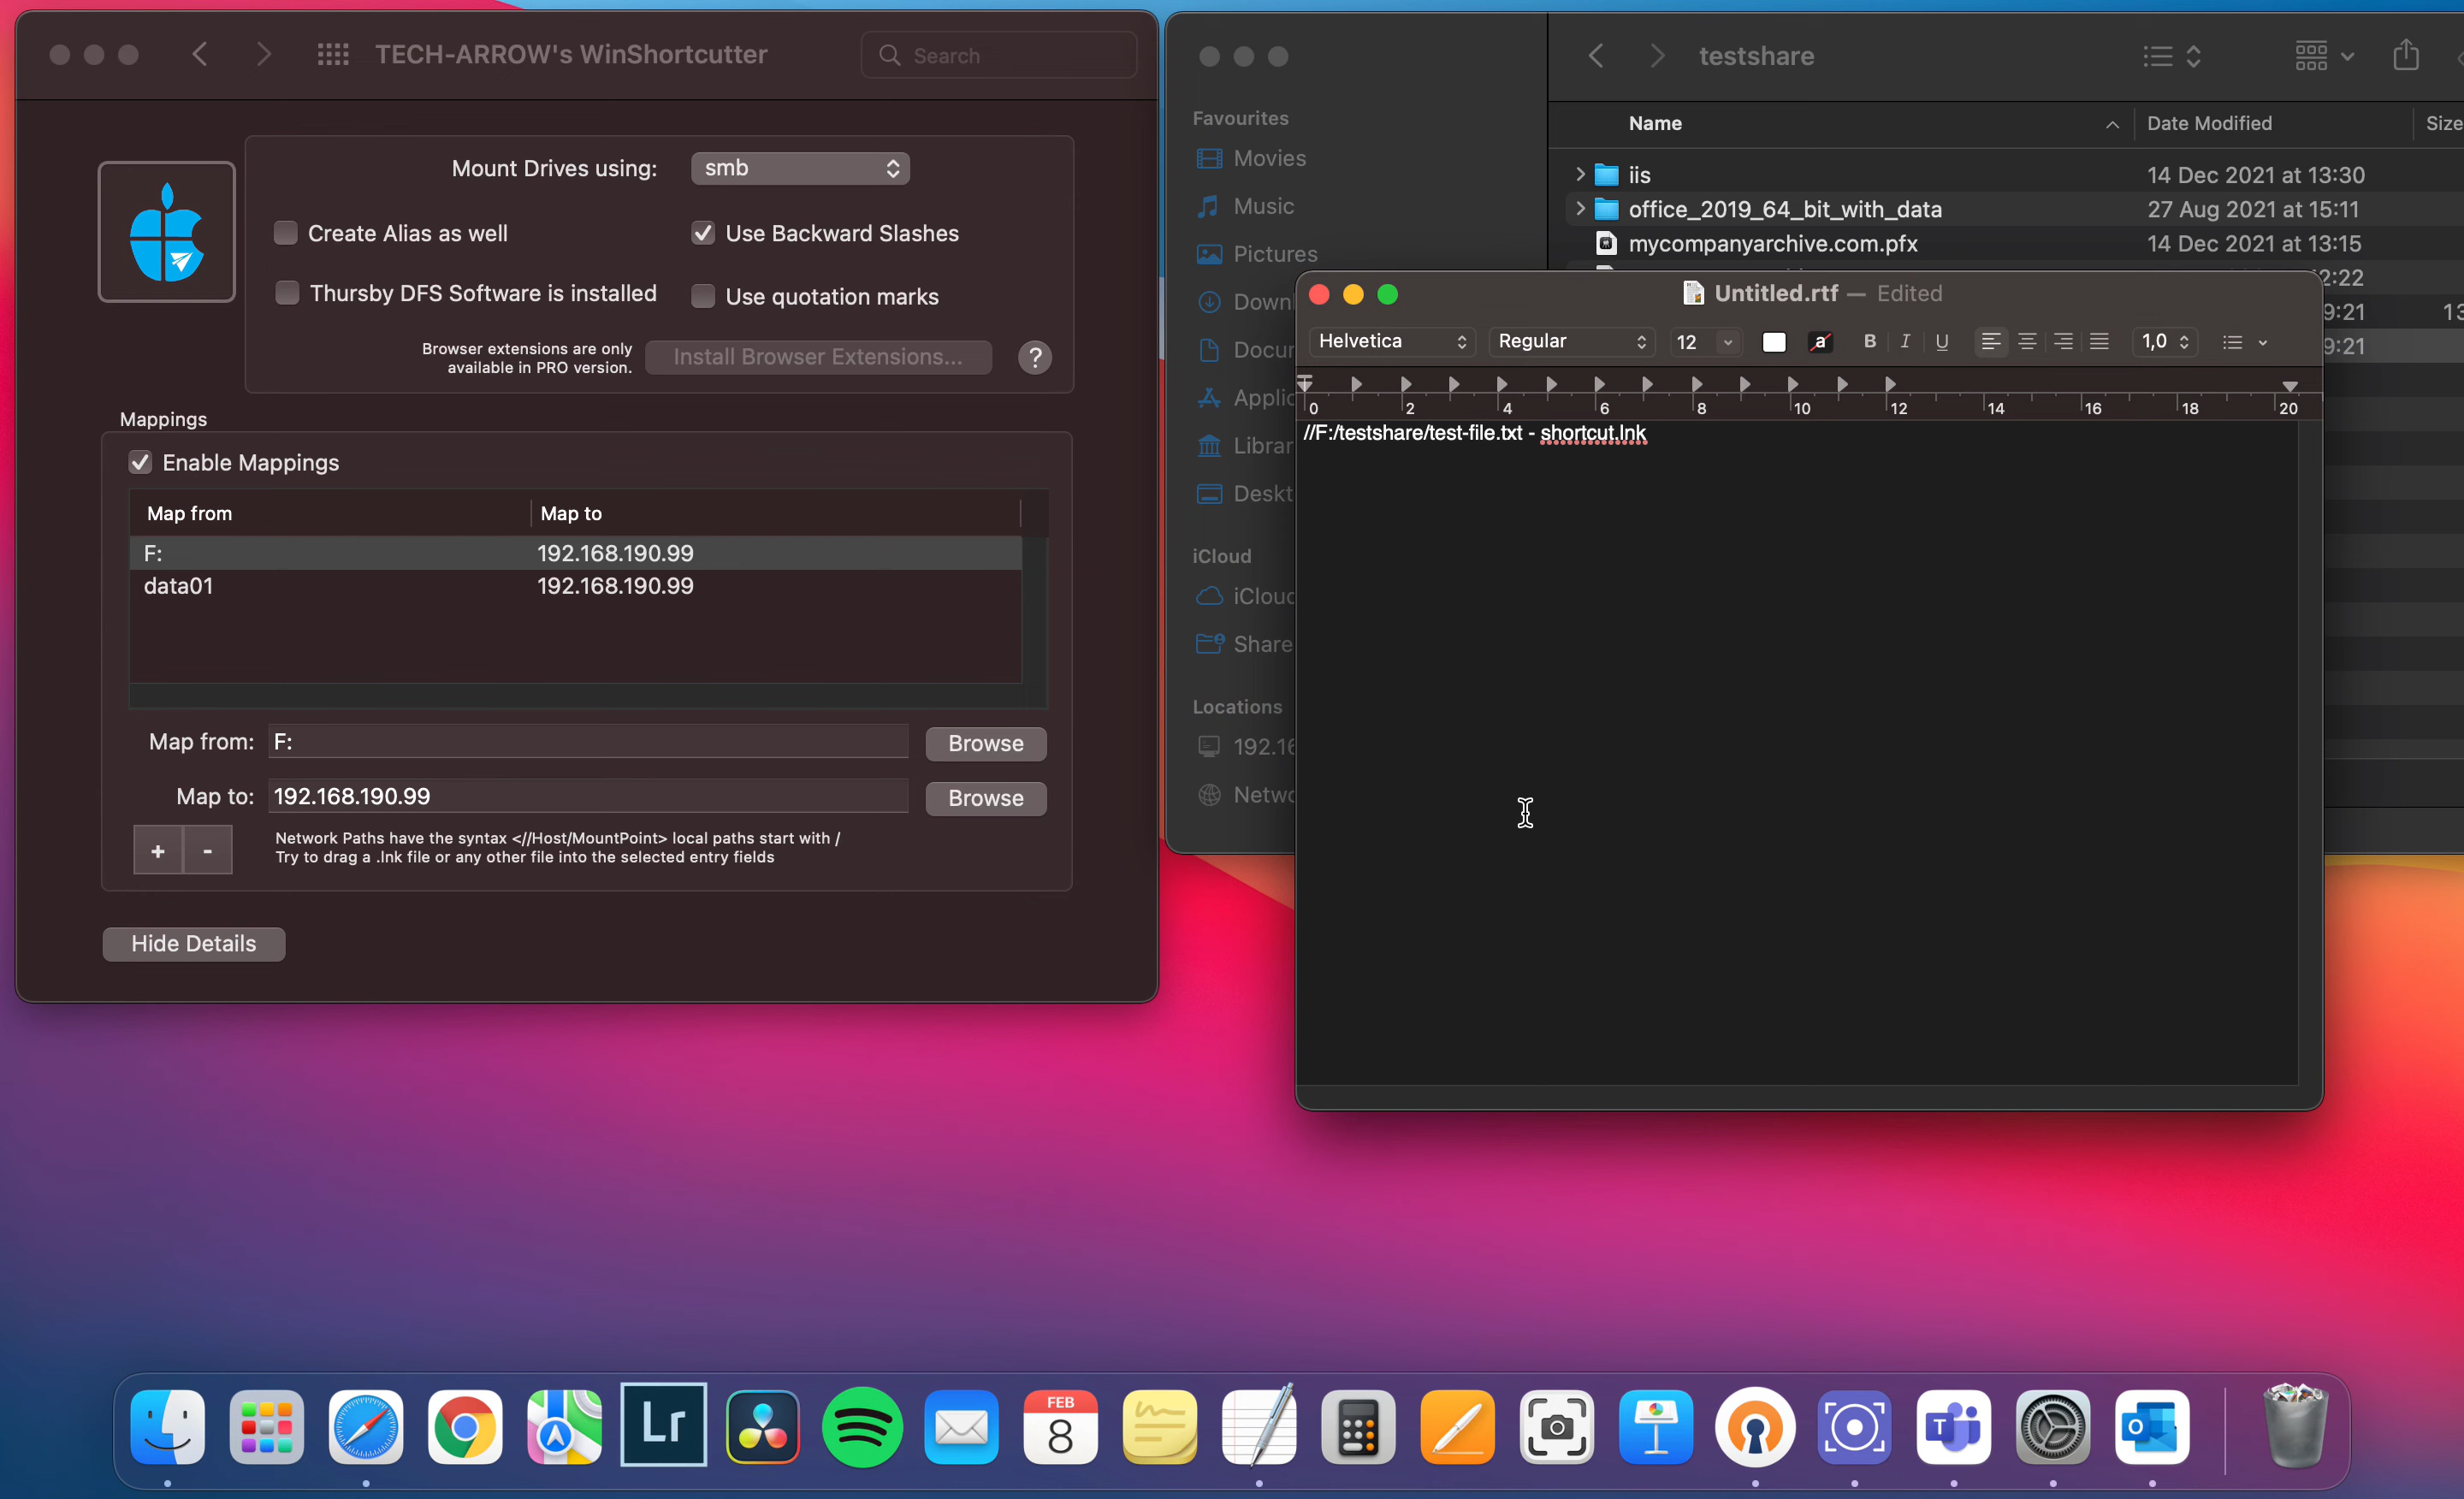 TECH-ARROW's WinShortcutter
Search
Mount Drives using:
smb
Create Alias as well
Use Backward Slashes
Thursby DFS Software is installed
Use quotation marks
Browser extensions are only
available in PRO version.
Install Browser Extensions...
?
Mappings
Enable Mappings
Map from
Map to
F:
192.168.190.99
data01
192.168.190.99
Map from:
F:
Browse
Map to:
192.168.190.99
Browse
+
-
Network Paths have the syntax <//Host/MountPoint> local paths start with /
Try to drag a .lnk file or any other file into the selected entry fields
Hide Details
Favourites
Movies
Music
Pictures
iCloud
Locations
testshare
Name
Date Modified
Size
iis
14 Dec 2021 at 13:30
office_2019_64_bit_with_data
27 Aug 2021 at 15:11
mycompanyarchive.com.pfx
14 Dec 2021 at 13:15
Untitled.rtf — Edited
Helvetica
Regular
12
a
B
I
U
1,0
0 2 4 6 8 10 12 14 16 18 20
//F:/testshare/test-file.txt - shortcut.lnk
Lr
FEB
8
T
O